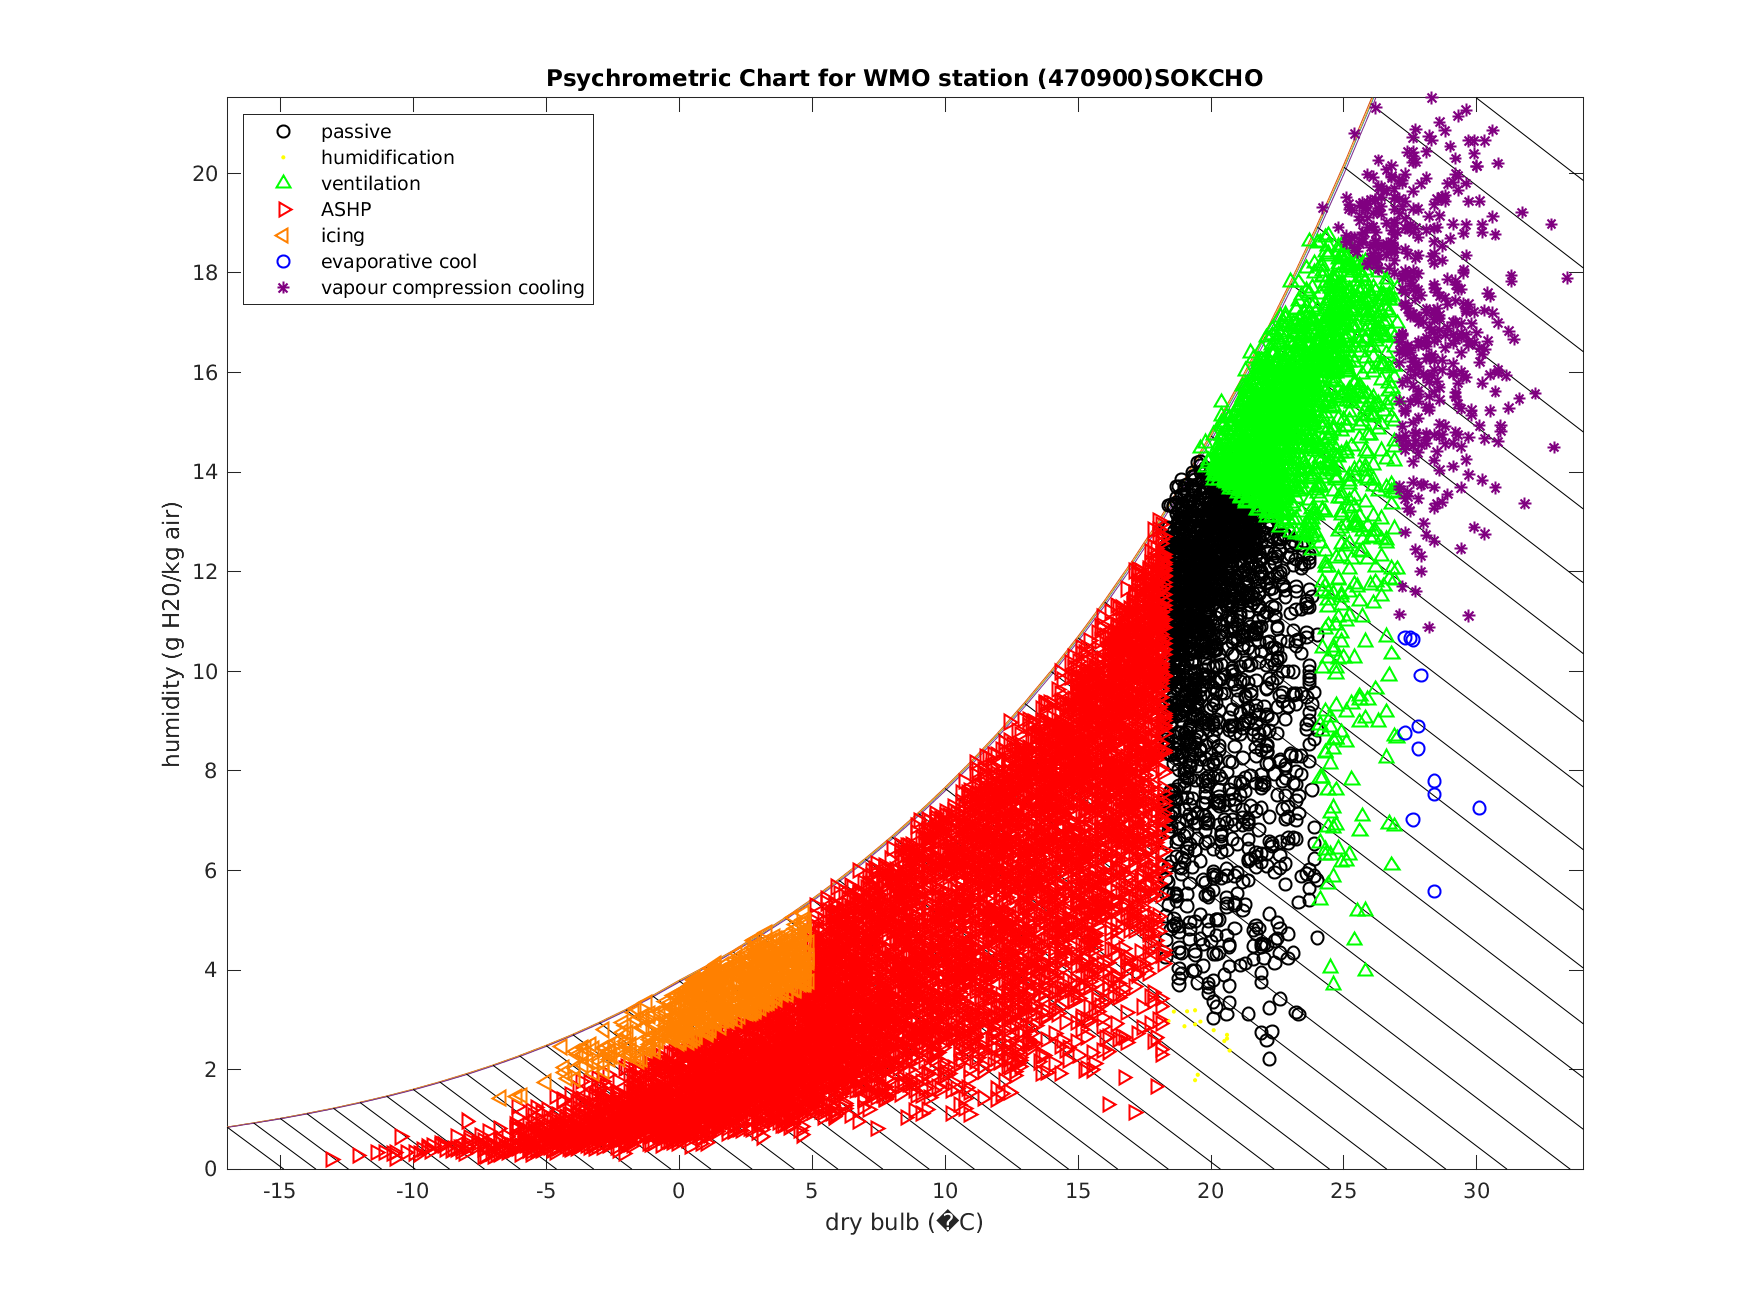 Psychrometric Chart for WMO station (470900)SOKCHO
passive
humidification
ventilation
ASHP
icing
evaporative cool
vapour compression cooling
20
18
16
14
12
10
8
6
4
2
0
humidity (g H20/kg air)
-15 -10 -5 0 5 10 15 20 25 30
dry bulb (�C)